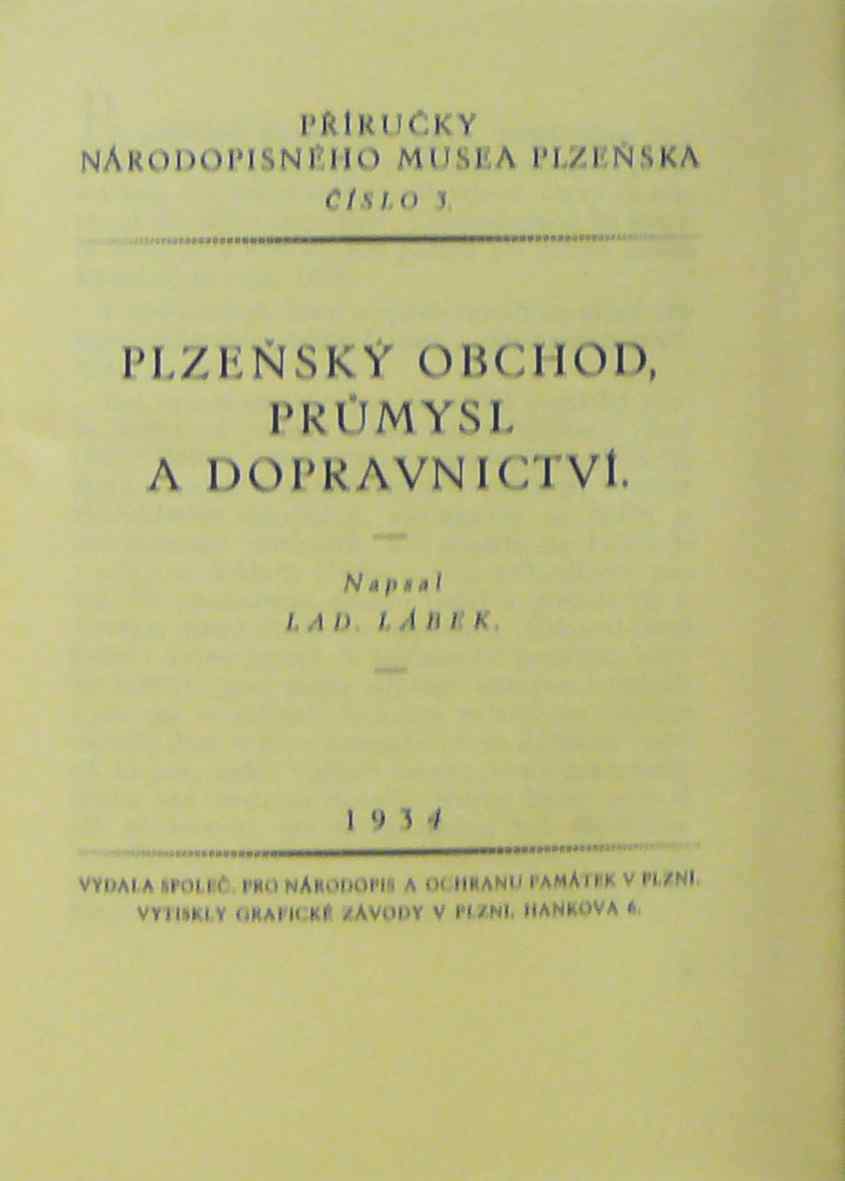 PŘÍRUČKY
NÁRODOPISNÉHO MUSEA PLZEŇSKA
ČÍSLO 3.
PLZEŇSKÝ OBCHOD,
PRŮMYSL
A DOPRAVNICTVÍ.
Napsal
LAD. LÁBEK.
1934
VYDALA SPOLEČ. PRO NÁRODOPIS A OCHRANU PAMÁTEK V PLZNI.
VYTISKLY GRAFICKÉ ZÁVODY V PLZNI, HANKOVA 6.